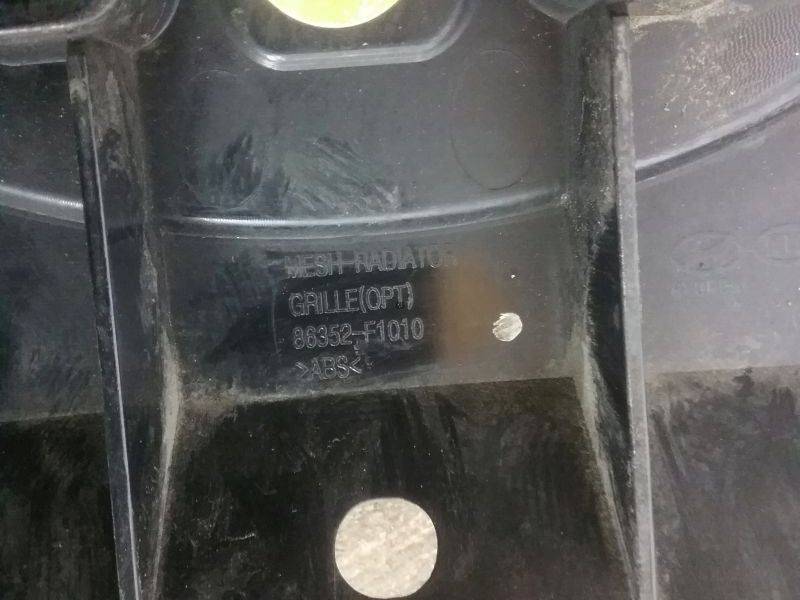 MESH-RADIATOR
GRILLE(OPT)
86352-F1010
>ABS<